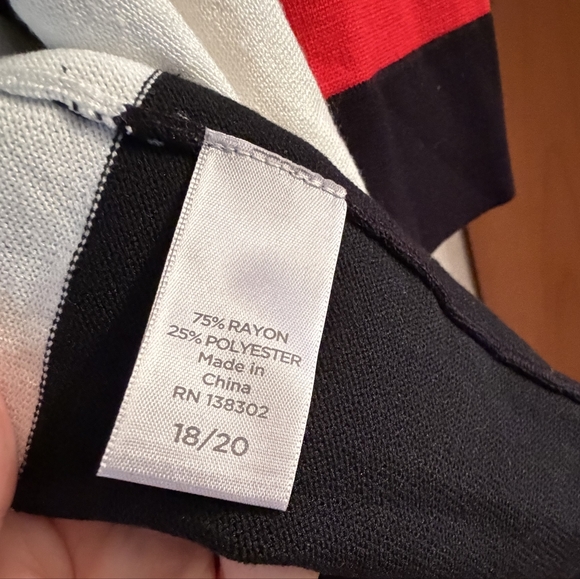 75% RAYON
25% POLYESTER
Made in
China
RN 138302
18/20